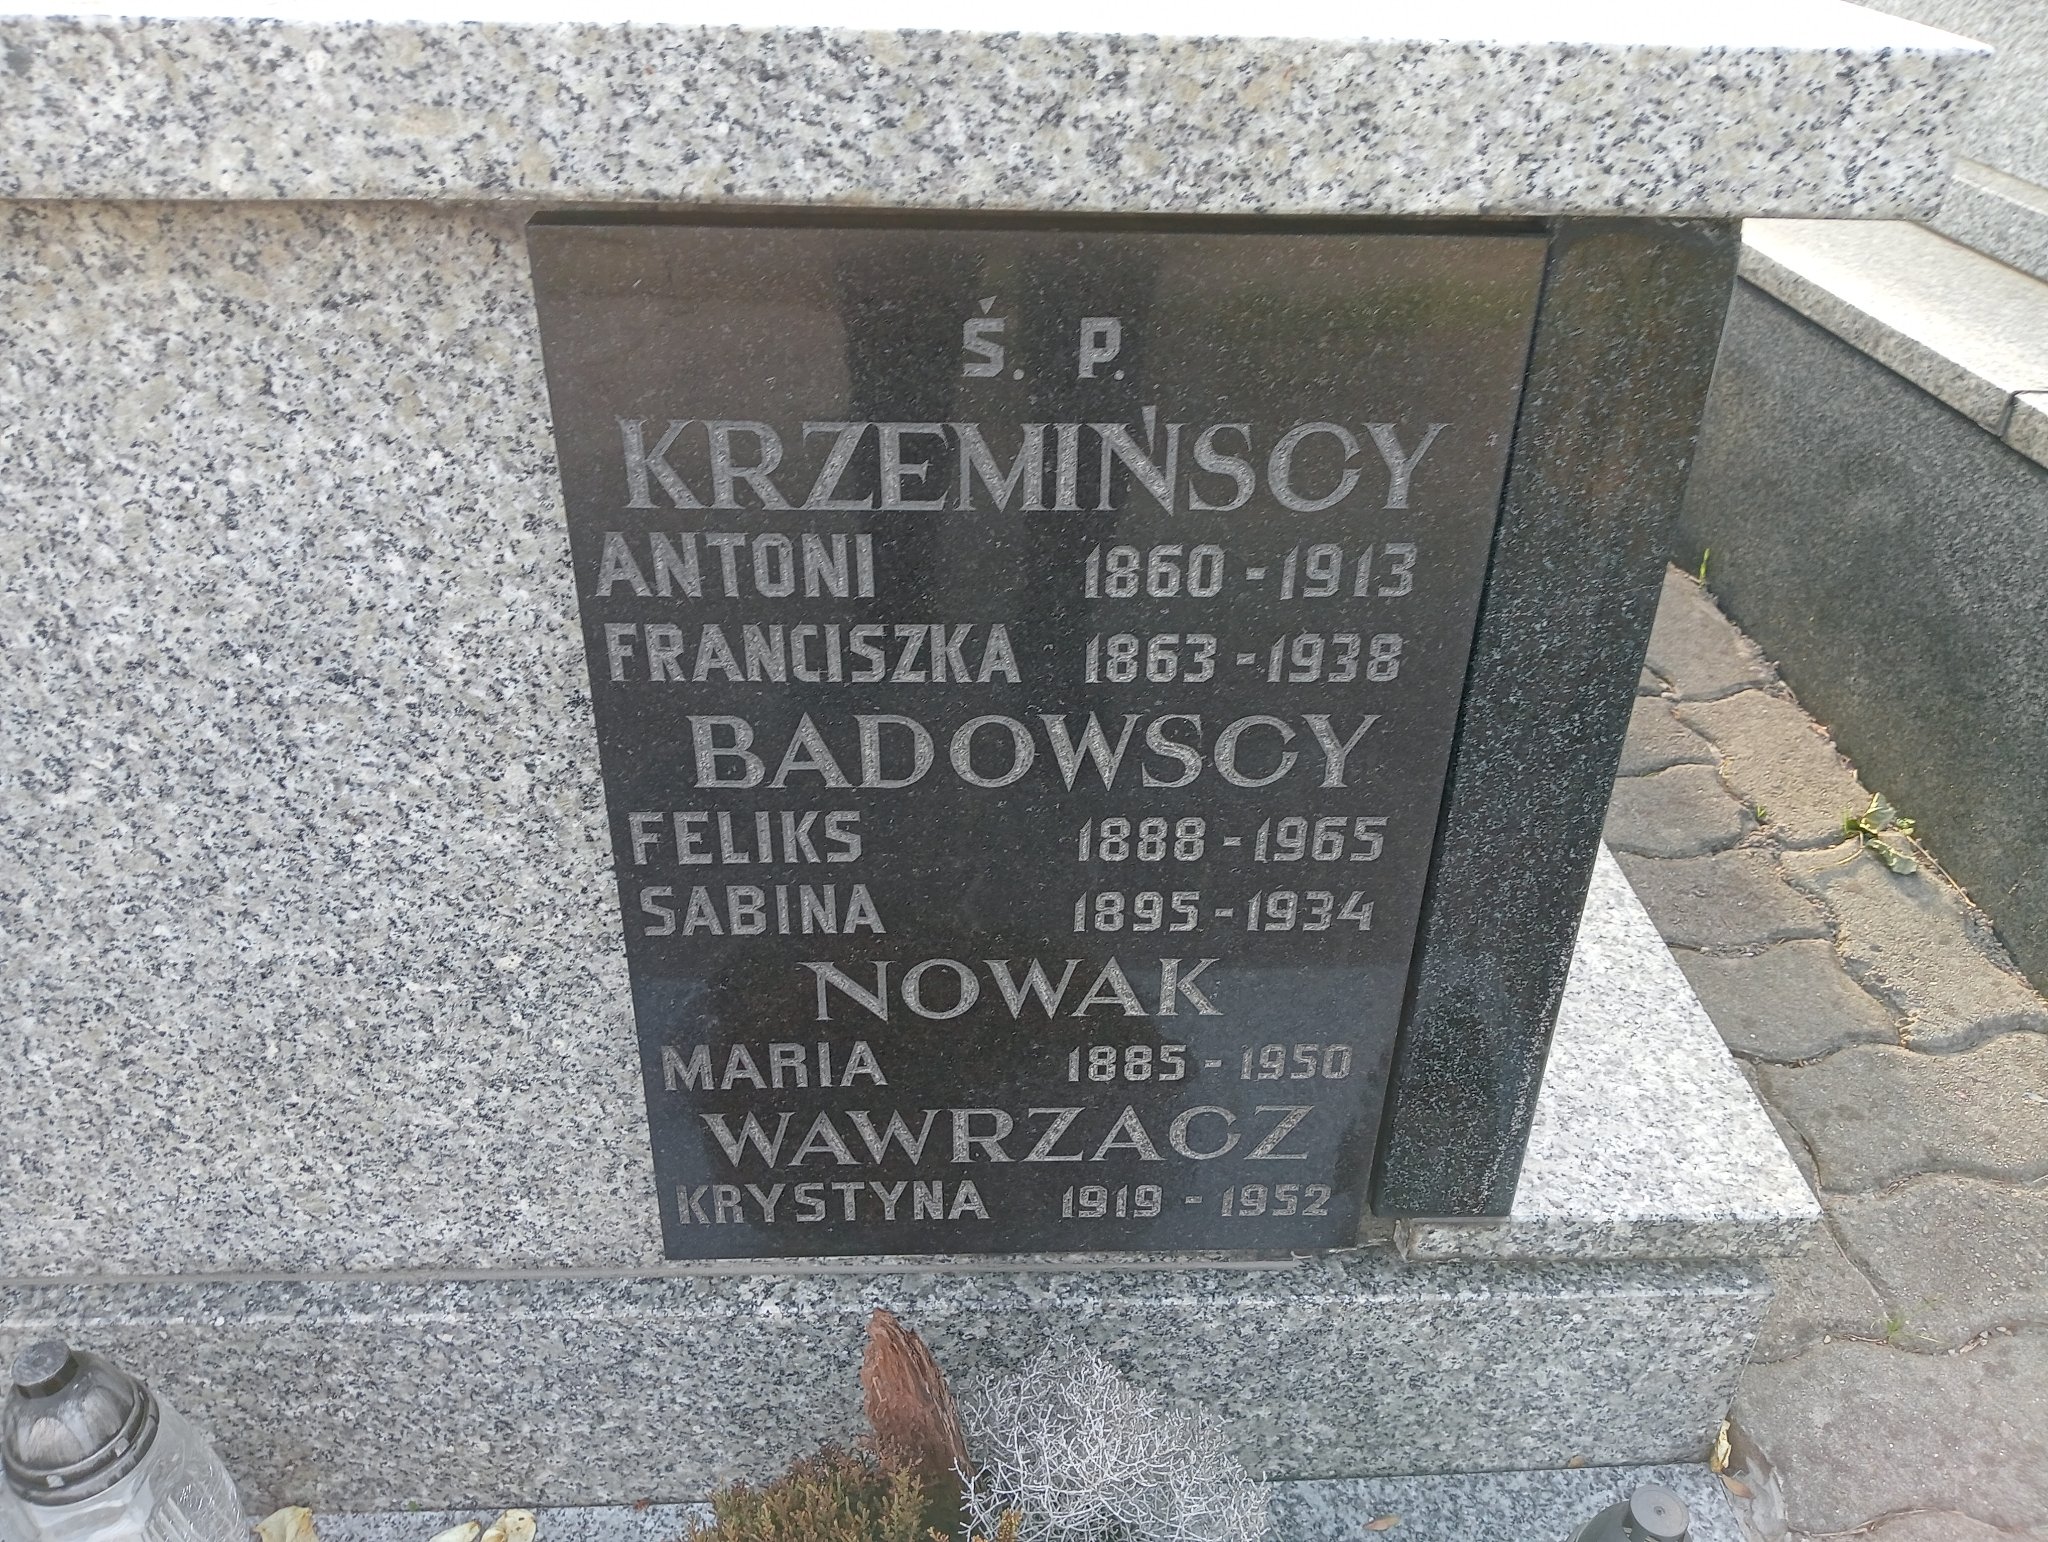 Ś. P.
KRZEMIŃSCY
ANTONI 1860 - 1913
FRANCISZKA 1863 - 1938
BADOWSCY
FELIKS 1888 - 1965
SABINA 1895 - 1934
NOWAK
MARIA 1885 - 1950
WAWRZACZ
KRYSTYNA 1919 - 1952